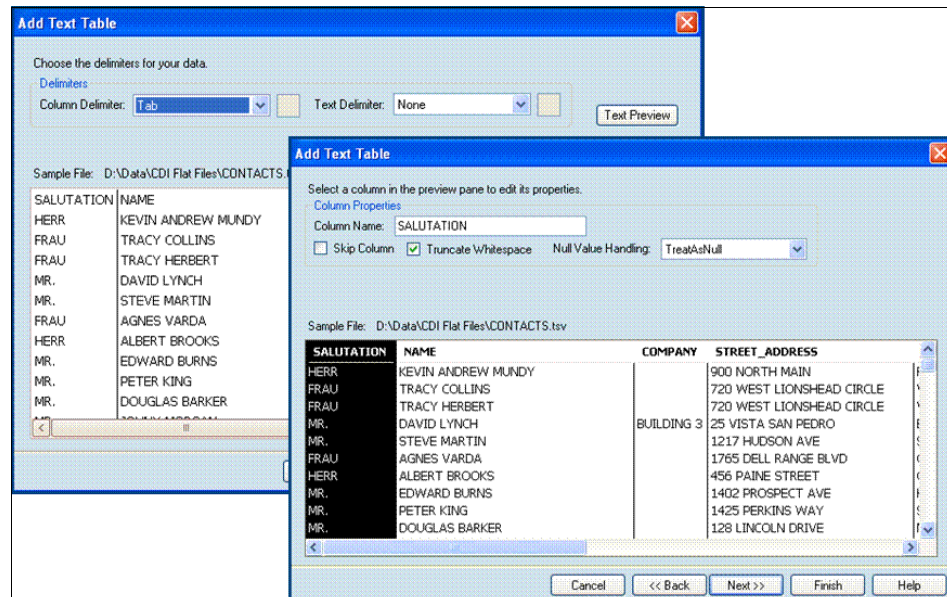 Add Text Table
Choose the delimiters for your data.
Delimiters
Column Delimiter: Tab Text Delimiter: None
Text Preview
Sample File: D:\Data\CDI Flat Files\CONTACTS.
SALUTATION NAME
HERR KEVIN ANDREW MUNDY
FRAU TRACY COLLINS
FRAU TRACY HERBERT
MR. DAVID LYNCH
MR. STEVE MARTIN
FRAU AGNES VARDA
HERR ALBERT BROOKS
MR. EDWARD BURNS
MR. PETER KING
MR. DOUGLAS BARKER
Add Text Table
Select a column in the preview pane to edit its properties.
Column Properties
Column Name: SALUTATION
Skip Column Truncate Whitespace Null Value Handling: TreatAsNull
Sample File: D:\Data\CDI Flat Files\CONTACTS.tsv
SALUTATION NAME COMPANY STREET_ADDRESS
HERR KEVIN ANDREW MUNDY 900 NORTH MAIN
FRAU TRACY COLLINS 720 WEST LIONSHEAD CIRCLE
FRAU TRACY HERBERT 720 WEST LIONSHEAD CIRCLE
MR. DAVID LYNCH BUILDING 3 25 VISTA SAN PEDRO
MR. STEVE MARTIN 1217 HUDSON AVE
FRAU AGNES VARDA 1765 DELL RANGE BLVD
HERR ALBERT BROOKS 456 PAINE STREET
MR. EDWARD BURNS 1402 PROSPECT AVE
MR. PETER KING 1425 PERKINS WAY
MR. DOUGLAS BARKER 128 LINCOLN DRIVE
Cancel << Back Next >> Finish Help